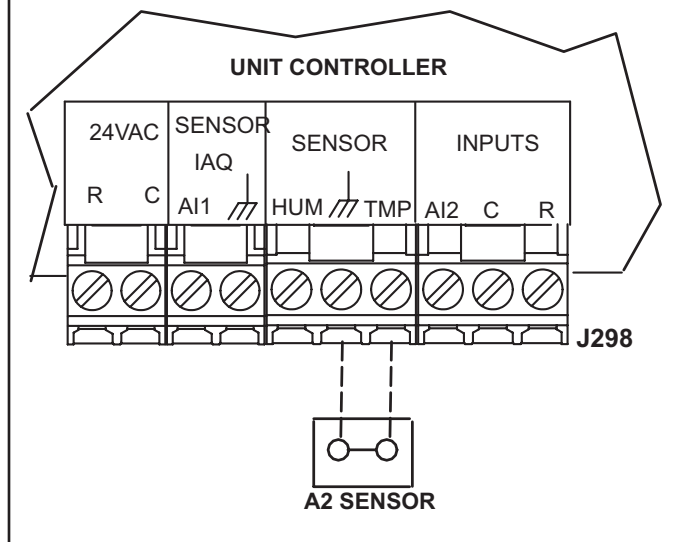 UNIT CONTROLLER
24VAC
R C
SENSOR
IAQ
AI1
SENSOR
HUM TMP
INPUTS
AI2 C R
J298
A2 SENSOR